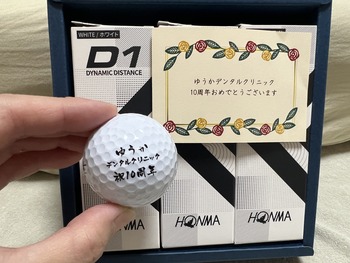 WHITE/ホワイト
D1
DYNAMIC DISTANCE
ゆうかデンタルクリニック
10周年おめでとうございます
ゆうか
デンタルクリニック
祝10周年
HONMA
HONMA
HONMA